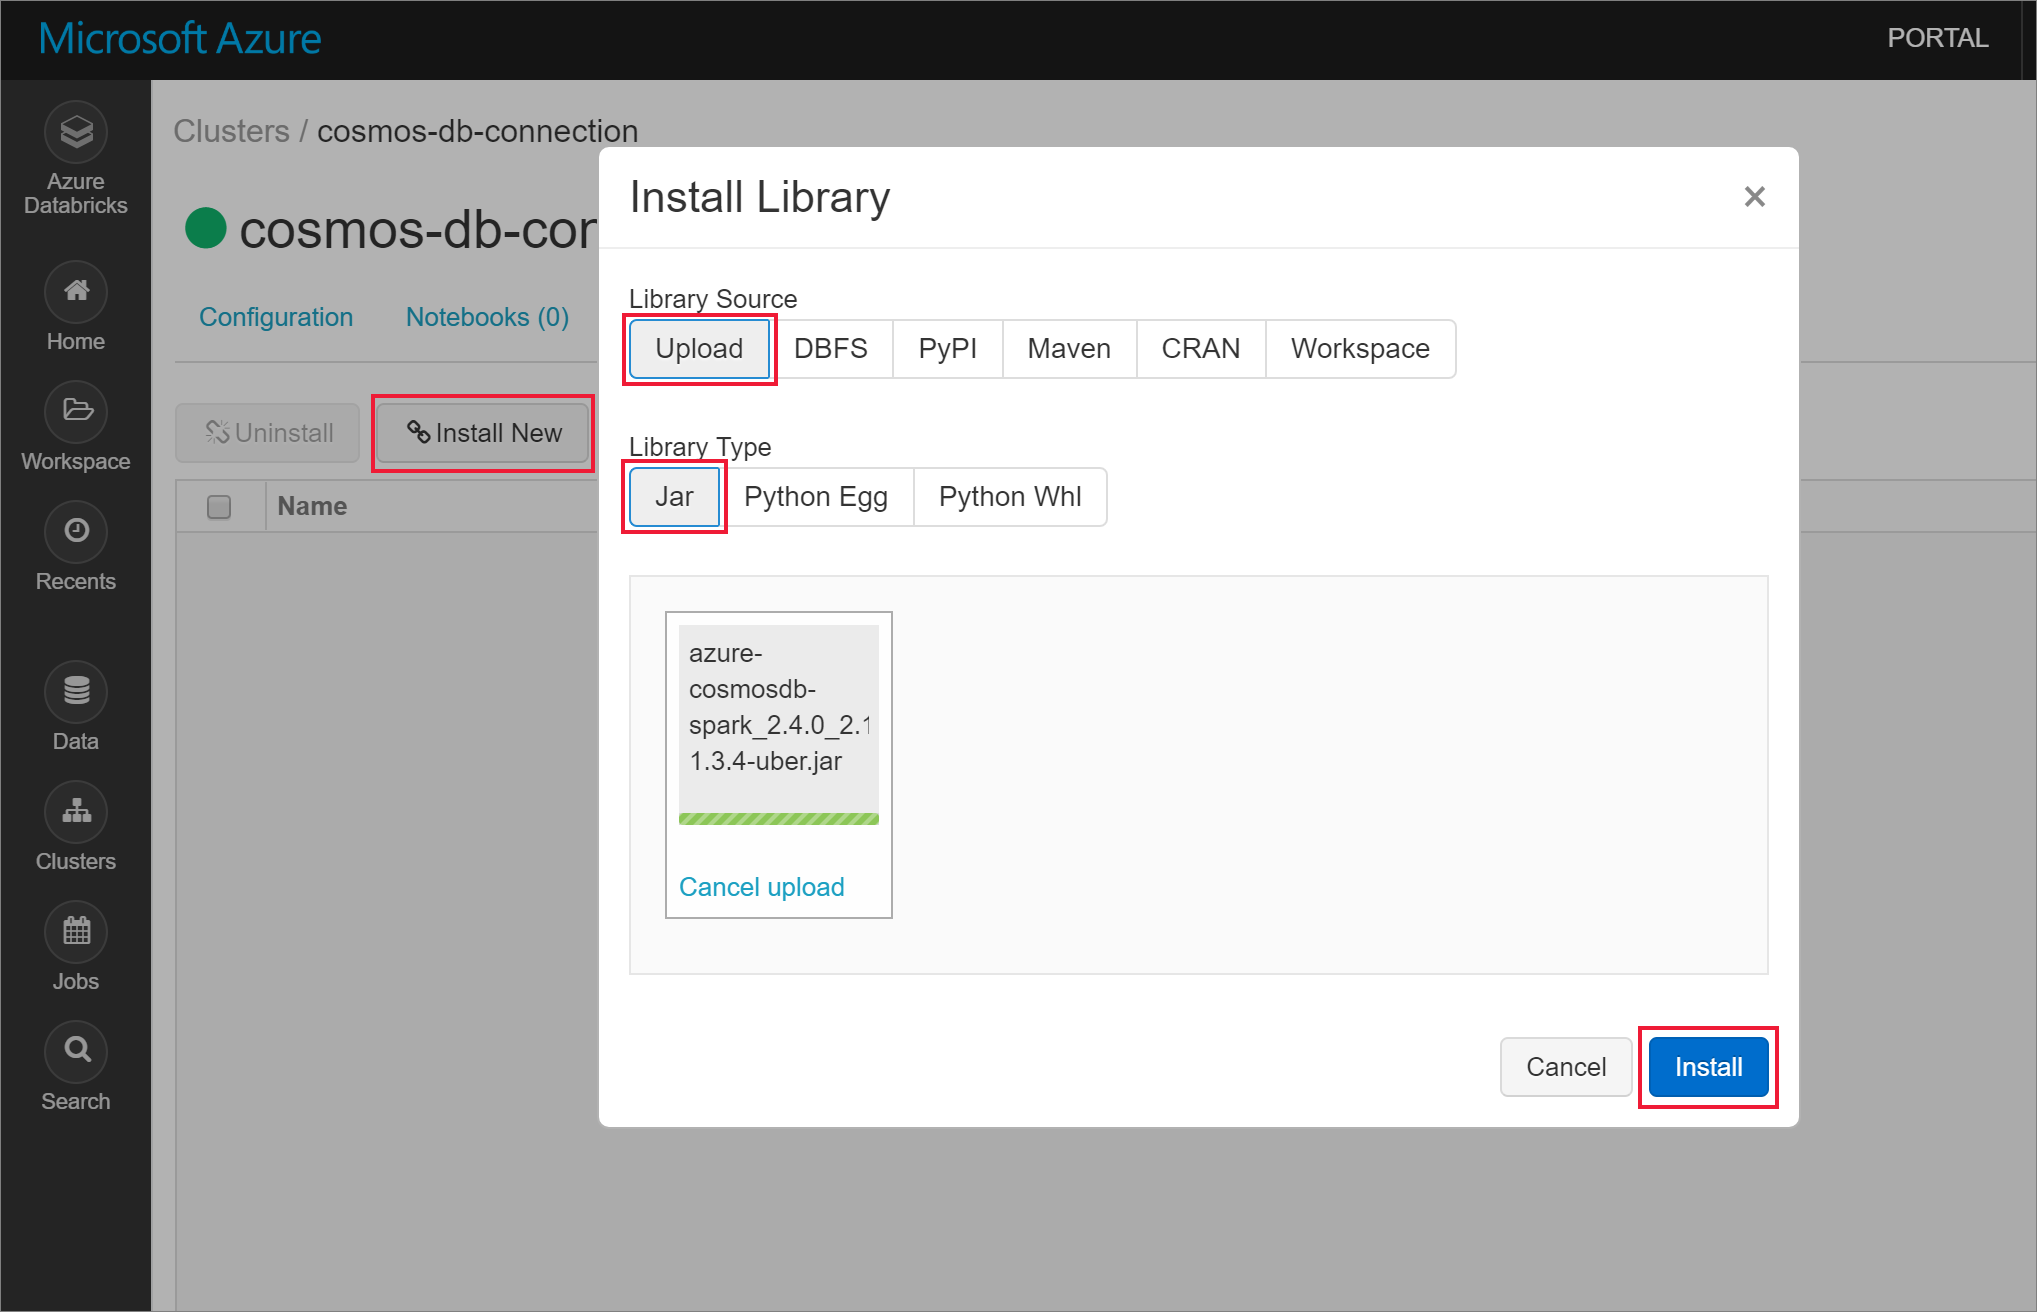 Microsoft Azure
PORTAL
Azure
Databricks
Home
Workspace
Recents
Data
Clusters
Jobs
Search
Clusters / cosmos-db-connection
cosmos-db-con
Configuration
Notebooks (0)
Uninstall
Install New
Name
Install Library
×
Library Source
Upload
DBFS
PyPI
Maven
CRAN
Workspace
Library Type
Jar
Python Egg
Python Whl
azure-
cosmosdb-
spark_2.4.0_2.1
1.3.4-uber.jar
Cancel upload
Cancel
Install